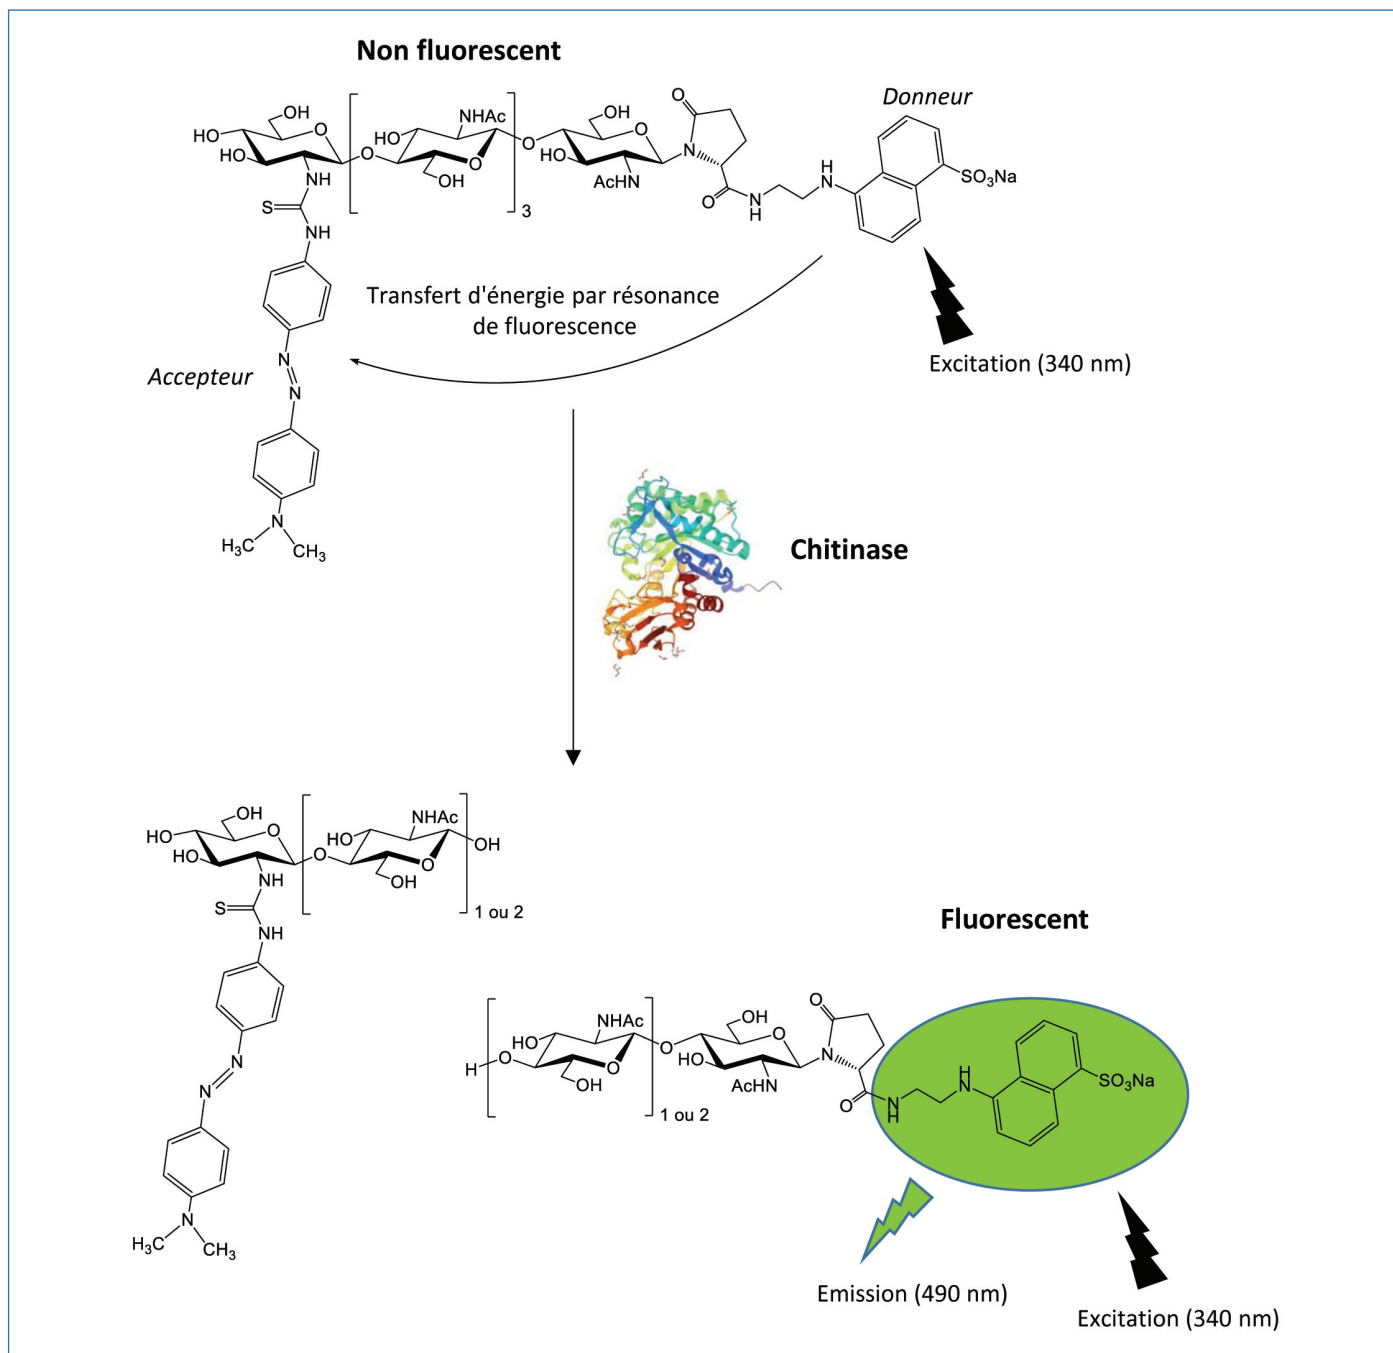 Non fluorescent
Donneur
OH
HO
O
HO
O
NH
S
NH
N
N
N
H₃C
CH₃
NHAc
HO
O
OH
3
O
OH
O
HO
AcHN
O
N
O
N
H
H
N
SO₃Na
Transfert d'énergie par résonance
de fluorescence
Accepteur
Excitation (340 nm)
Chitinase
OH
HO
O
HO
O
NH
S
NH
N
N
N
H₃C
CH₃
NHAc
HO
O
OH
OH
1 ou 2
Fluorescent
H
O
NHAc
HO
O
OH
1 ou 2
O
OH
O
HO
AcHN
O
N
O
N
H
H
N
SO₃Na
Emission (490 nm)
Excitation (340 nm)